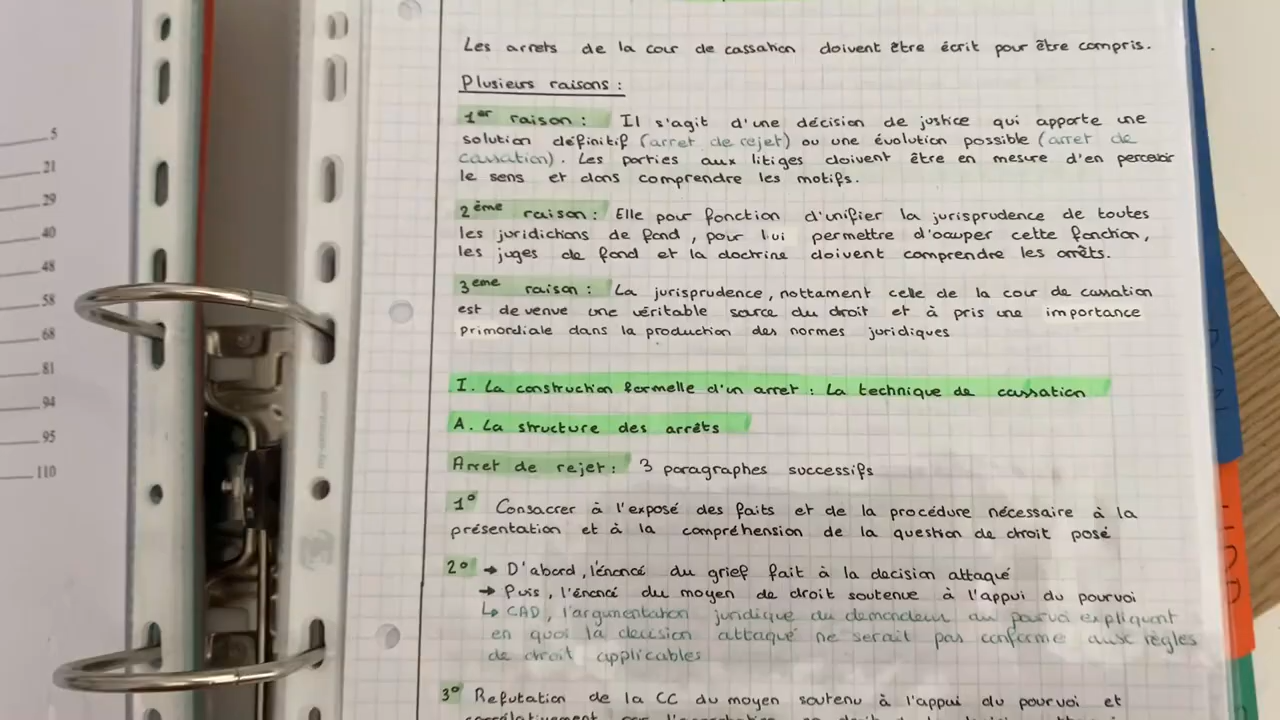 5
21
29
40
48
58
68
81
94
95
110
Les arrets de la cour de cassation doivent être écrit pour être compris.
Plusieurs raisons :
1er raison : Il s'agit d'une décision de justice qui apporte une
solution définitif (arret de rejet) ou une évolution possible (arret de
cassation). Les parties aux litiges doivent être en mesure d'en percevoir
le sens et dans comprendre les motifs.
2ème raison : Elle pour fonction d'unifier la jurisprudence de toutes
les juridictions de fond, pour lui permettre d'occuper cette fonction,
les juges de fond et la doctrine doivent comprendre les arrêts.
3eme raison : La jurisprudence, nottament celle de la cour de cassation
est devenue une véritable source du droit et à pris une importance
primordiale dans la production des normes juridiques
I. La construction formelle d'un arret : La technique de cassation
A. La structure des arrêts
Arret de rejet : 3 paragraphes successifs
1° Consacrer à l'exposé des faits et de la procédure nécessaire à la
présentation et à la compréhension de la question de droit posé
2° → D'abord, l'énoncé du grief fait à la decision attaqué
→ Puis, l'énoncé du moyen de droit soutenue à l'appui du pourvoi
↳ CAD, l'argumentation juridique du demandeur au pourvoi expliquant
en quoi la decision attaqué ne serait pas conforme aux règles
de droit applicables
3° Refutation de la CC du moyen soutenu à l'appui du pourvoi et